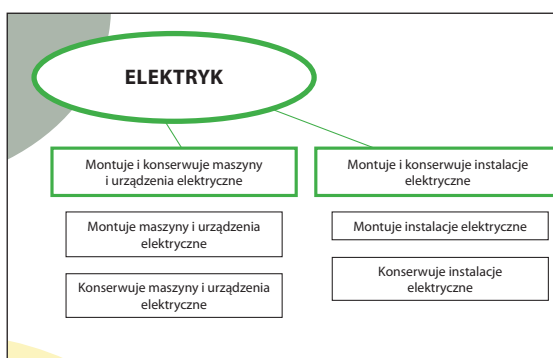 ELEKTRYK
Montuje i konserwuje maszyny
i urządzenia elektryczne
Montuje i konserwuje instalacje
elektryczne
Montuje maszyny i urządzenia
elektryczne
Montuje instalacje elektryczne
Konserwuje maszyny i urządzenia
elektryczne
Konserwuje instalacje
elektryczne